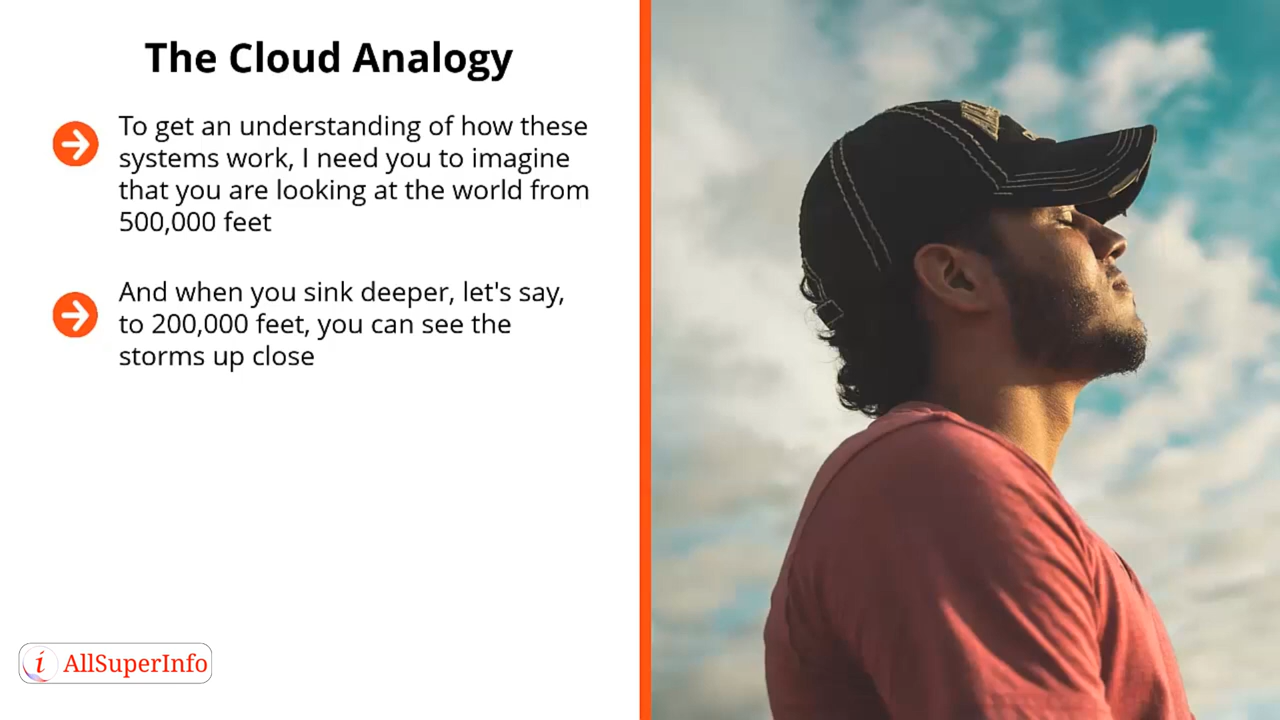 The Cloud Analogy
To get an understanding of how these
systems work, I need you to imagine
that you are looking at the world from
500,000 feet
And when you sink deeper, let's say,
to 200,000 feet, you can see the
storms up close
i AllSuperInfo